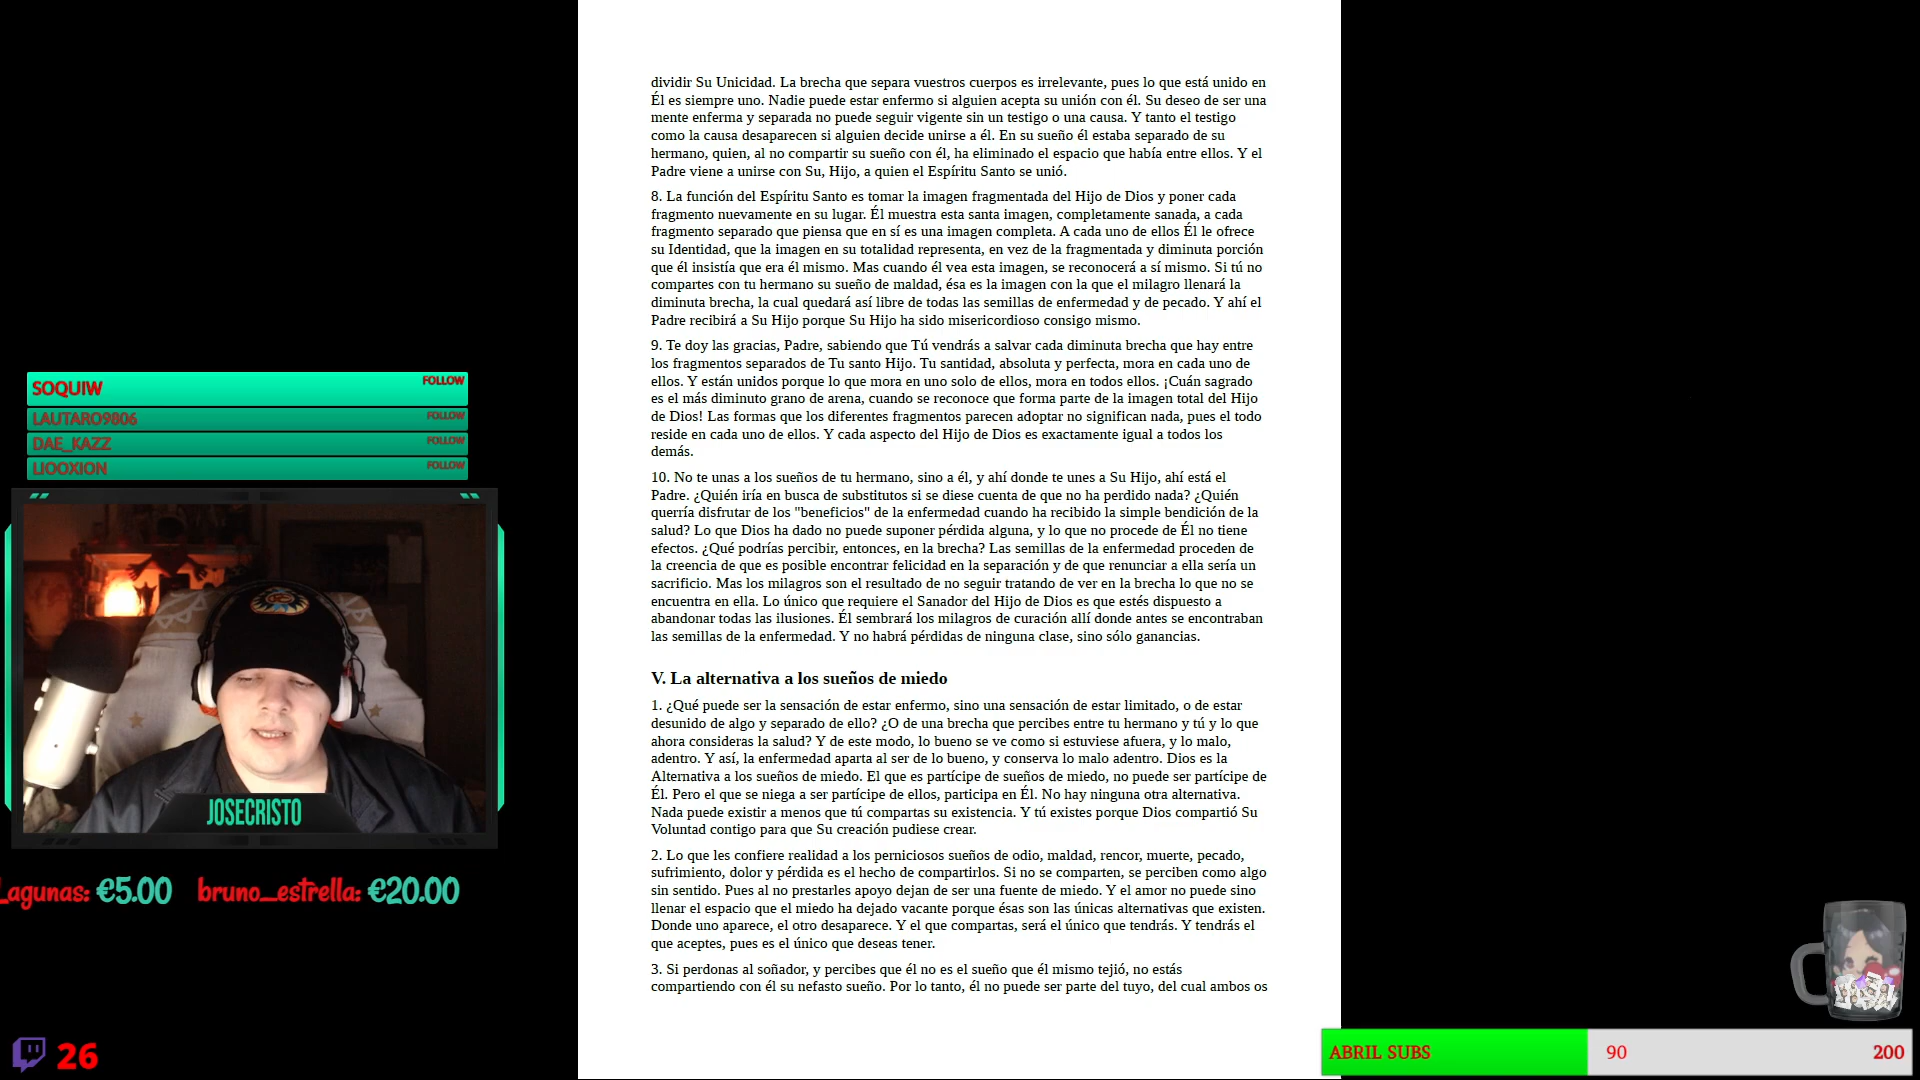 dividir Su Unicidad. La brecha que separa vuestros cuerpos es irrelevante, pues lo que está unido en
Él es siempre uno. Nadie puede estar enfermo si alguien acepta su unión con él. Su deseo de ser una
mente enferma y separada no puede seguir vigente sin un testigo o una causa. Y tanto el testigo
como la causa desaparecen si alguien decide unirse a él. En su sueño él estaba separado de su
hermano, quien, al no compartir su sueño con él, ha eliminado el espacio que había entre ellos. Y el
Padre viene a unirse con Su, Hijo, a quien el Espíritu Santo se unió.
8. La función del Espíritu Santo es tomar la imagen fragmentada del Hijo de Dios y poner cada
fragmento nuevamente en su lugar. Él muestra esta santa imagen, completamente sanada, a cada
fragmento separado que piensa que en sí es una imagen completa. A cada uno de ellos Él le ofrece
su Identidad, que la imagen en su totalidad representa, en vez de la fragmentada y diminuta porción
que él insistía que era él mismo. Mas cuando él vea esta imagen, se reconocerá a sí mismo. Si tú no
compartes con tu hermano su sueño de maldad, ésa es la imagen con la que el milagro llenará la
diminuta brecha, la cual quedará así libre de todas las semillas de enfermedad y de pecado. Y ahí el
Padre recibirá a Su Hijo porque Su Hijo ha sido misericordioso consigo mismo.
9. Te doy las gracias, Padre, sabiendo que Tú vendrás a salvar cada diminuta brecha que hay entre
los fragmentos separados de Tu santo Hijo. Tu santidad, absoluta y perfecta, mora en cada uno de
ellos. Y están unidos porque lo que mora en uno solo de ellos, mora en todos ellos. ¡Cuán sagrado
es el más diminuto grano de arena, cuando se reconoce que forma parte de la imagen total del Hijo
de Dios! Las formas que los diferentes fragmentos parecen adoptar no significan nada, pues el todo
reside en cada uno de ellos. Y cada aspecto del Hijo de Dios es exactamente igual a todos los
demás.
10. No te unas a los sueños de tu hermano, sino a él, y ahí donde te unes a Su Hijo, ahí está el
Padre. ¿Quién iría en busca de substitutos si se diese cuenta de que no ha perdido nada? ¿Quién
querría disfrutar de los "beneficios" de la enfermedad cuando ha recibido la simple bendición de la
salud? Lo que Dios ha dado no puede suponer pérdida alguna, y lo que no procede de Él no tiene
efectos. ¿Qué podrías percibir, entonces, en la brecha? Las semillas de la enfermedad proceden de
la creencia de que es posible encontrar felicidad en la separación y de que renunciar a ella sería un
sacrificio. Mas los milagros son el resultado de no seguir tratando de ver en la brecha lo que no se
encuentra en ella. Lo único que requiere el Sanador del Hijo de Dios es que estés dispuesto a
abandonar todas las ilusiones. Él sembrará los milagros de curación allí donde antes se encontraban
las semillas de la enfermedad. Y no habrá pérdidas de ninguna clase, sino sólo ganancias.
V. La alternativa a los sueños de miedo
1. ¿Qué puede ser la sensación de estar enfermo, sino una sensación de estar limitado, o de estar
desunido de algo y separado de ello? ¿O de una brecha que percibes entre tu hermano y tú y lo que
ahora consideras la salud? Y de este modo, lo bueno se ve como si estuviese afuera, y lo malo,
adentro. Y así, la enfermedad aparta al ser de lo bueno, y conserva lo malo adentro. Dios es la
Alternativa a los sueños de miedo. El que es partícipe de sueños de miedo, no puede ser partícipe de
Él. Pero el que se niega a ser partícipe de ellos, participa en Él. No hay ninguna otra alternativa.
Nada puede existir a menos que tú compartas su existencia. Y tú existes porque Dios compartió Su
Voluntad contigo para que Su creación pudiese crear.
2. Lo que les confiere realidad a los perniciosos sueños de odio, maldad, rencor, muerte, pecado,
sufrimiento, dolor y pérdida es el hecho de compartirlos. Si no se comparten, se perciben como algo
sin sentido. Pues al no prestarles apoyo dejan de ser una fuente de miedo. Y el amor no puede sino
llenar el espacio que el miedo ha dejado vacante porque ésas son las únicas alternativas que existen.
Donde uno aparece, el otro desaparece. Y el que compartas, será el único que tendrás. Y tendrás el
que aceptes, pues es el único que deseas tener.
3. Si perdonas al soñador, y percibes que él no es el sueño que él mismo tejió, no estás
compartiendo con él su nefasto sueño. Por lo tanto, él no puede ser parte del tuyo, del cual ambos os
SOQUIW FOLLOW
LAUTARO9806 FOLLOW
DAE_KAZZ FOLLOW
LIOOXION FOLLOW
JOSECRISTO
Lagunas: €5.00 bruno_estrella: €20.00
26
ABRIL SUBS 90 200